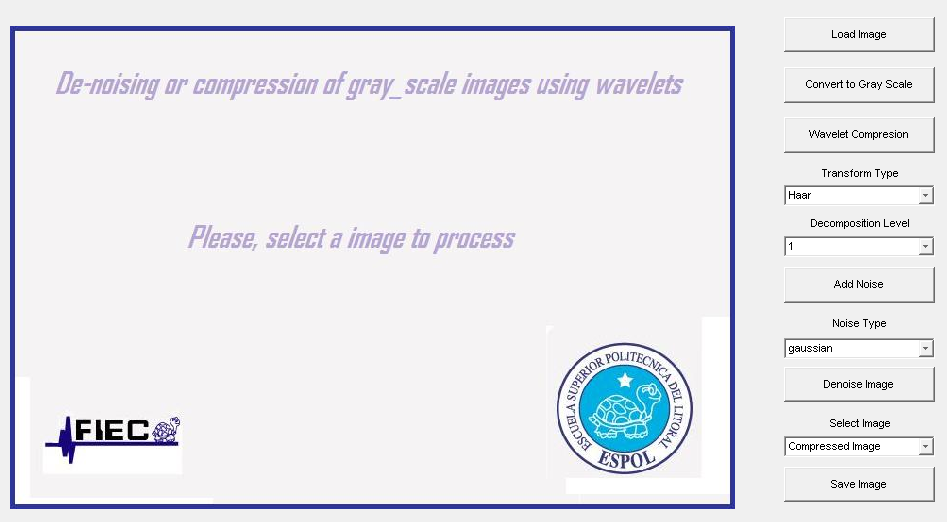 De-noising or compression of gray_scale images using wavelets
Please, select a image to process
FIEC
ESCUELA SUPERIOR POLITECNICA DEL LITORAL
ESPOL
Load Image
Convert to Gray Scale
Wavelet Compresion
Transform Type
Haar
Decomposition Level
1
Add Noise
Noise Type
gaussian
Denoise Image
Select Image
Compressed Image
Save Image